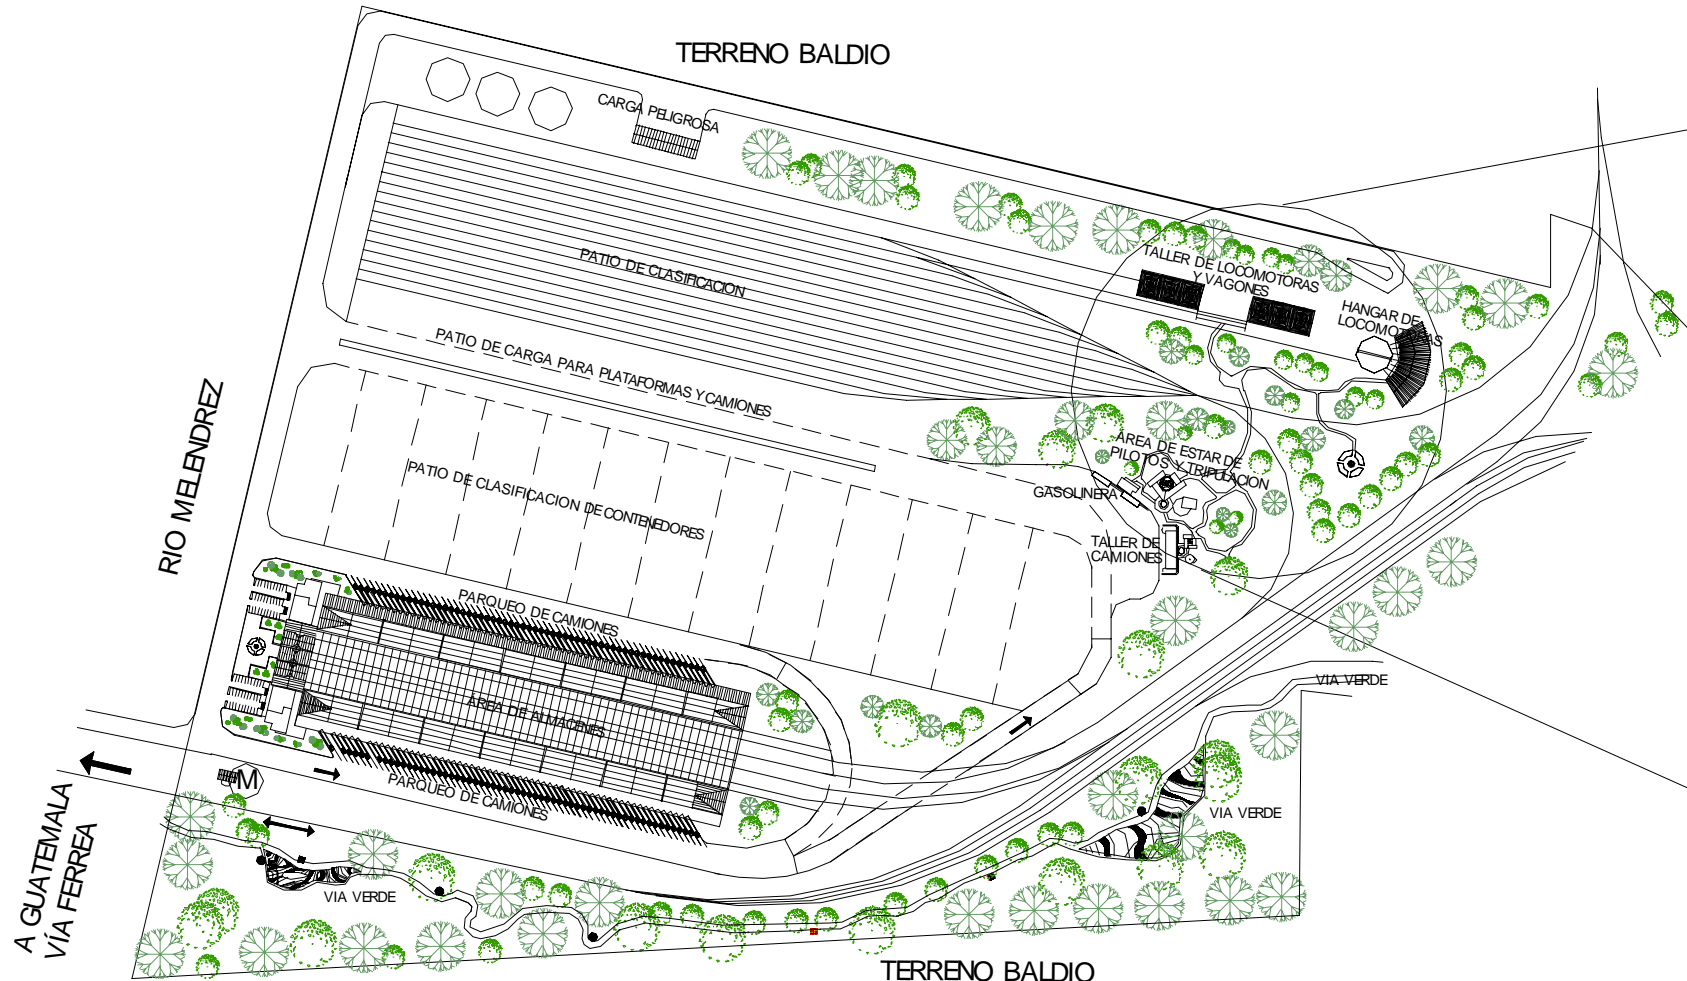 TERRENO BALDIO
CARGA PELIGROSA
PATIO DE CLASIFICACION
TALLER DE LOCOMOTORAS
Y VAGONES
HANGAR DE
LOCOMOTORAS
PATIO DE CARGA PARA PLATAFORMAS Y CAMIONES
RIO MELENDREZ
PATIO DE CLASIFICACION DE CONTENEDORES
ÁREA DE ESTAR DE
PILOTOS Y TRIPULACION
GASOLINERA
TALLER DE
CAMIONES
PARQUEO DE CAMIONES
ÁREA DE ALMACENES
VIA VERDE
M
PARQUEO DE CAMIONES
VIA VERDE
A GUATEMALA
VÍA FERREA
VIA VERDE
TERRENO BALDIO